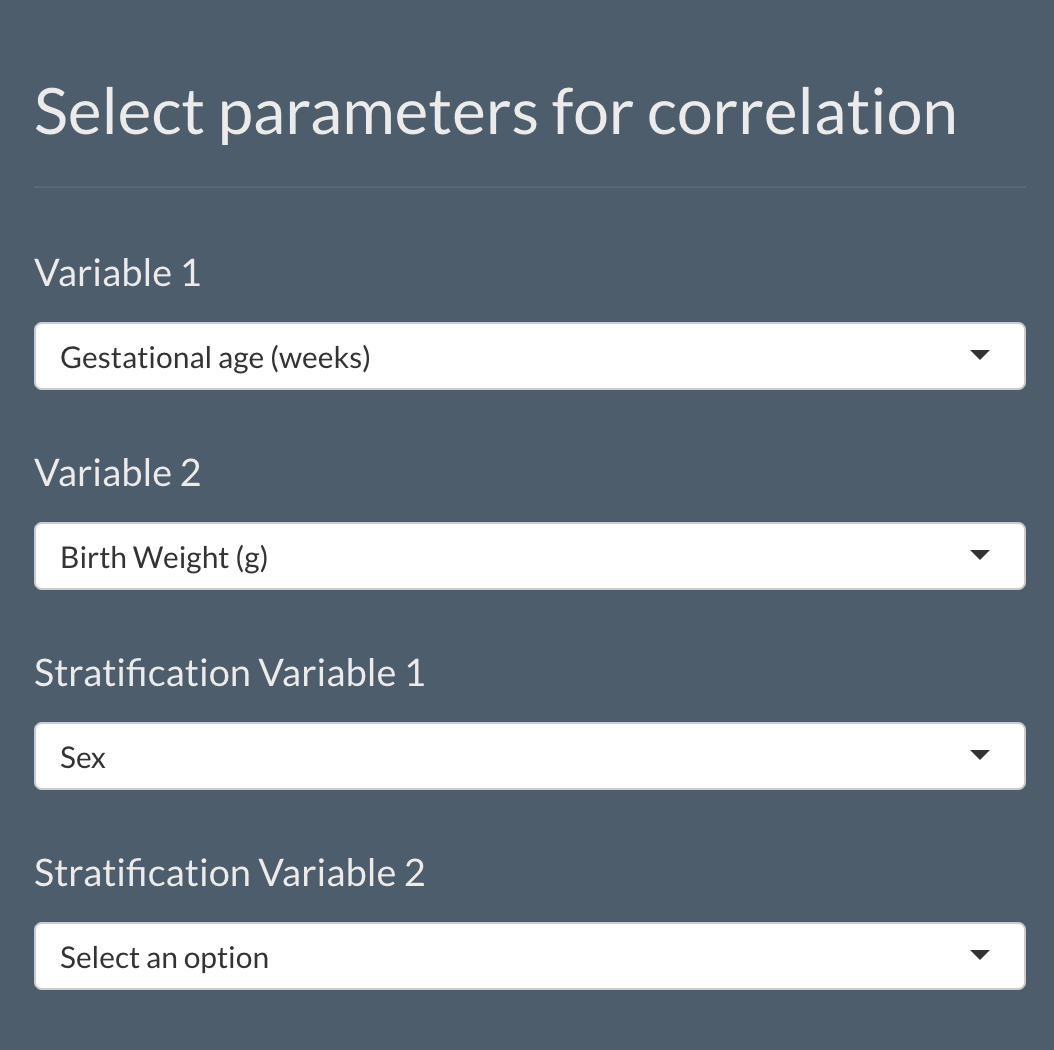 Select parameters for correlation
Variable 1
Gestational age (weeks)
Variable 2
Birth Weight (g)
Stratification Variable 1
Sex
Stratification Variable 2
Select an option